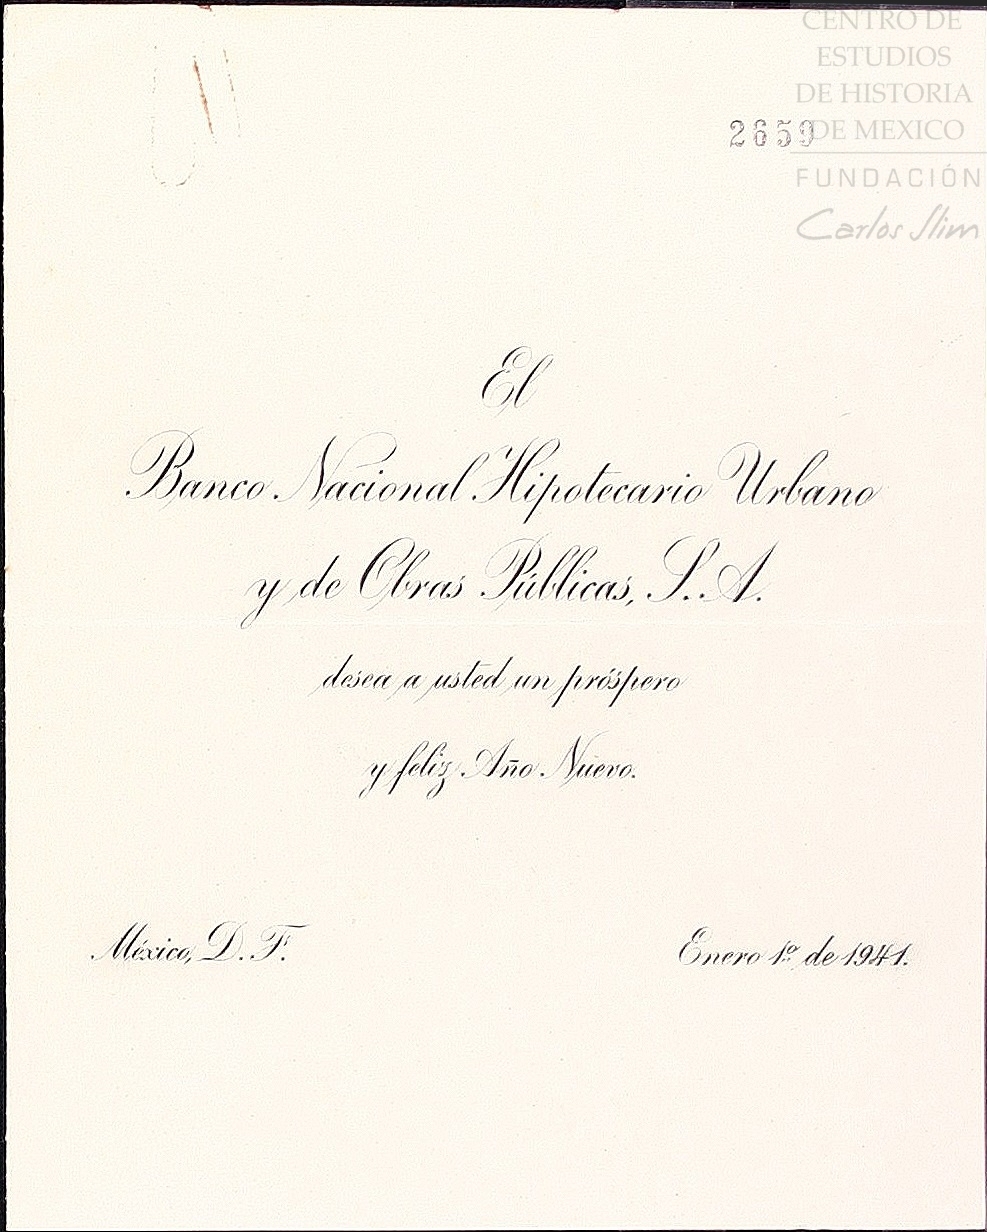 CENTRO DE
ESTUDIOS
DE HISTORIA
DE MEXICO
FUNDACIÓN
Carlos Slim
2659
El
Banco Nacional Hipotecario Urbano
y de Obras Públicas, S. A.
desea a usted un próspero
y feliz Año Nuevo.
México, D. F.
Enero 1º de 1941.